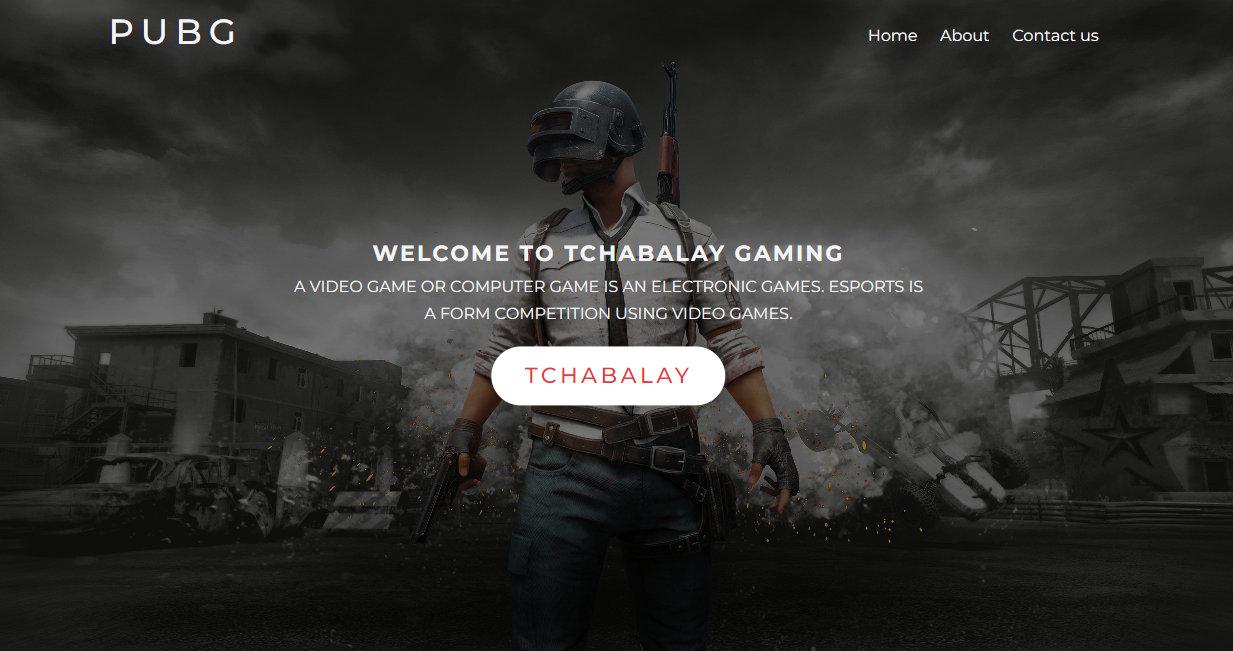 PUBG
Home About Contact us
WELCOME TO TCHABALAY GAMING
A VIDEO GAME OR COMPUTER GAME IS AN ELECTRONIC GAMES. ESPORTS IS
A FORM COMPETITION USING VIDEO GAMES.
TCHABALAY